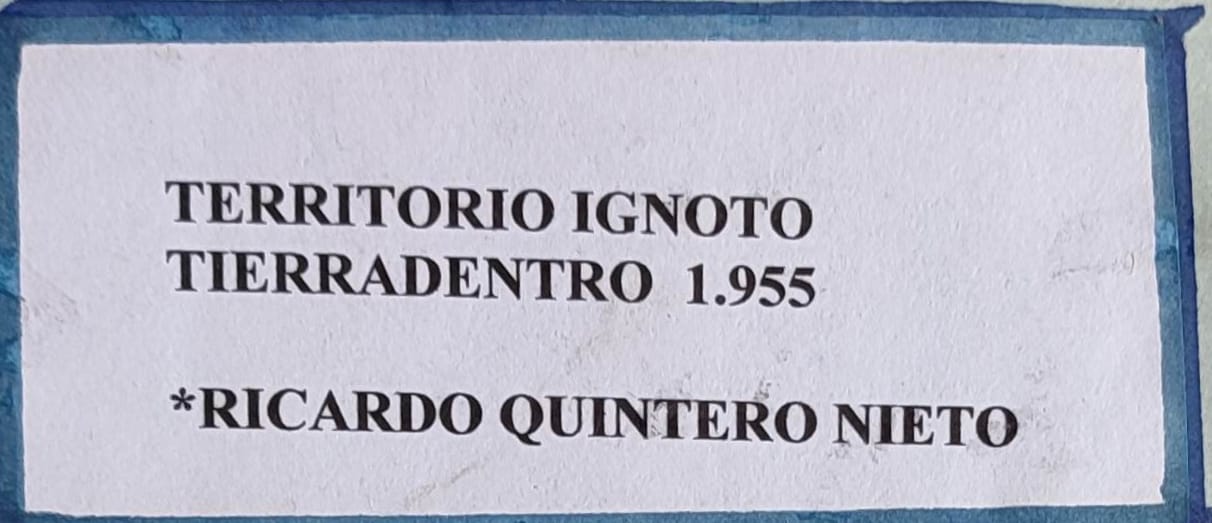 TERRITORIO IGNOTO
TIERRADENTRO 1.955
*RICARDO QUINTERO NIETO